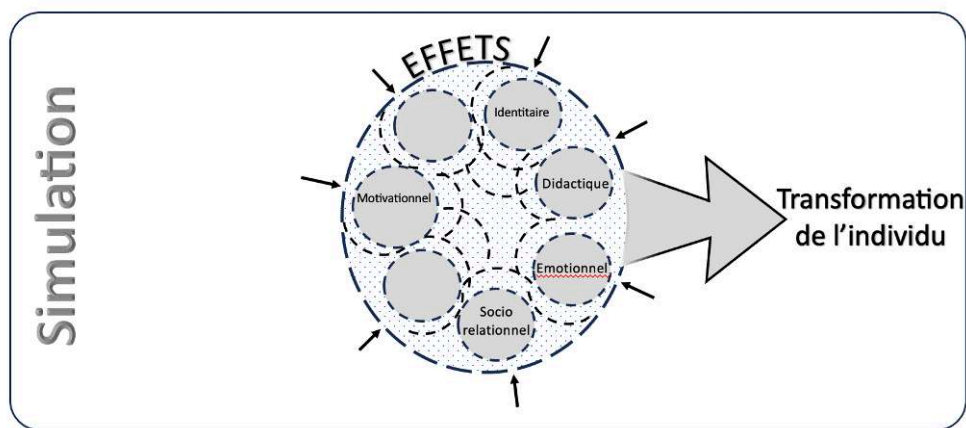 Simulation
EFFETS
Identitaire
Didactique
Motivationnel
Emotionnel
Socio
relationnel
Transformation
de l’individu